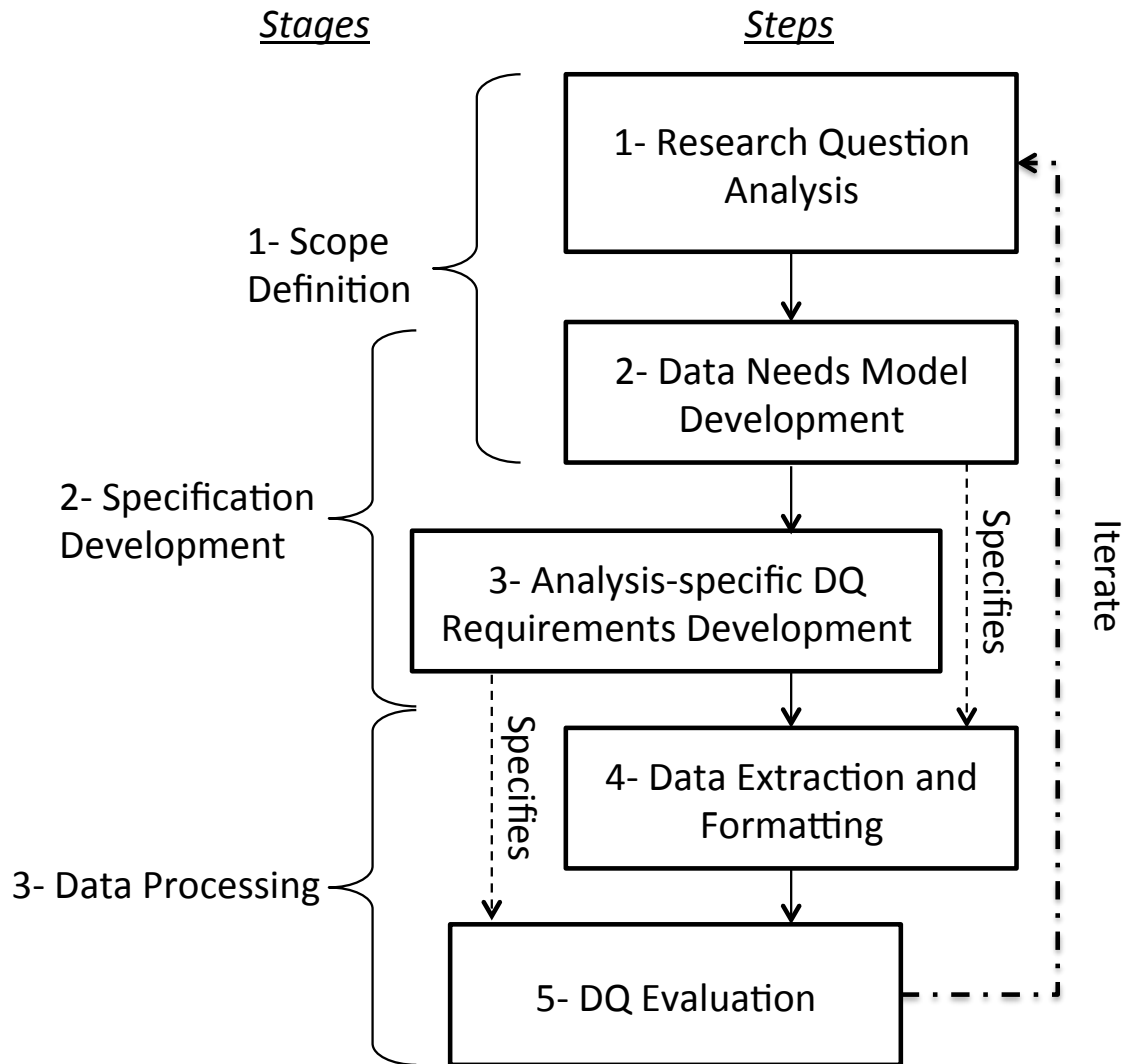 Stages
Steps
1- Research Question
Analysis
1- Scope
Definition
2- Data Needs Model
Development
2- Specification
Development
Specifies
Iterate
3- Analysis-specific DQ
Requirements Development
Specifies
4- Data Extraction and
Formatting
3- Data Processing
5- DQ Evaluation